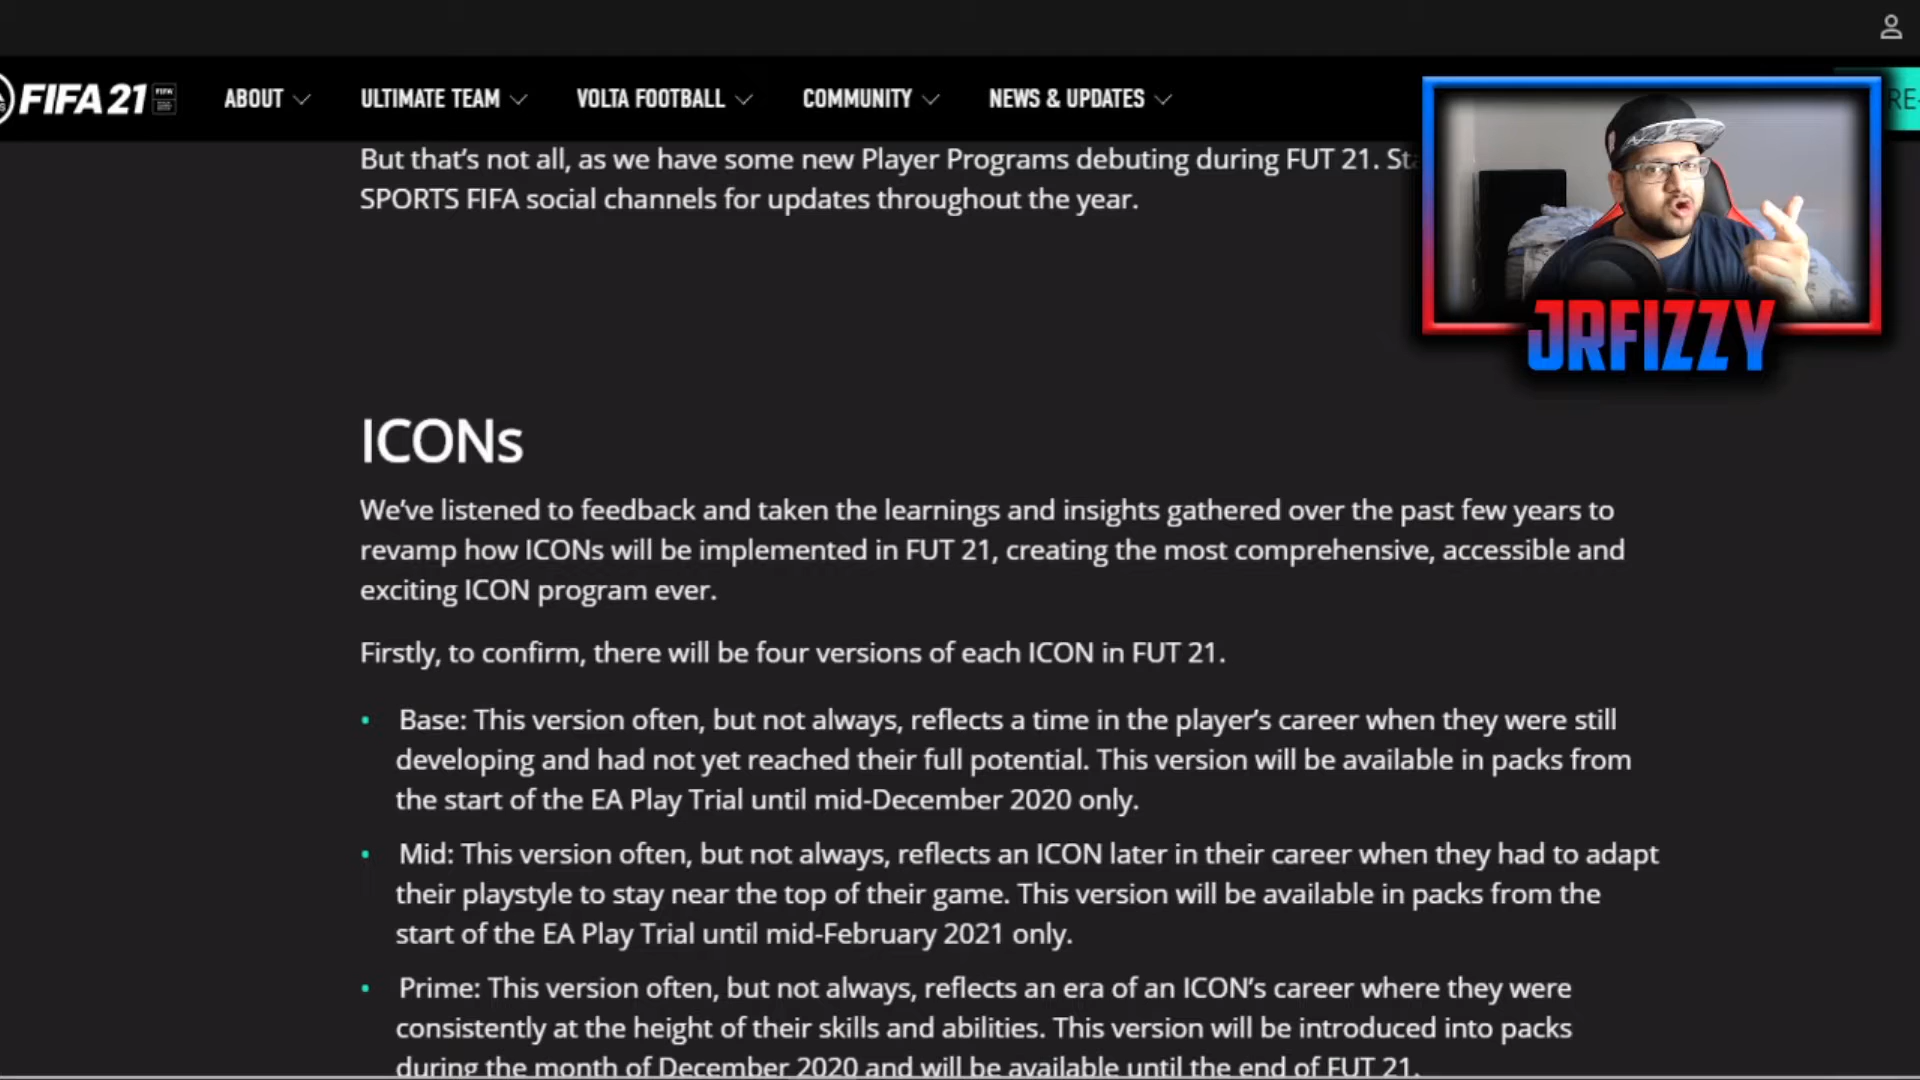 FIFA 21 FIFA
ABOUT
ULTIMATE TEAM
VOLTA FOOTBALL
COMMUNITY
NEWS & UPDATES
RE-
But that's not all, as we have some new Player Programs debuting during FUT 21. Sta
SPORTS FIFA social channels for updates throughout the year.
JRFIZZY
ICONs
We've listened to feedback and taken the learnings and insights gathered over the past few years to
revamp how ICONs will be implemented in FUT 21, creating the most comprehensive, accessible and
exciting ICON program ever.
Firstly, to confirm, there will be four versions of each ICON in FUT 21.
• Base: This version often, but not always, reflects a time in the player's career when they were still
developing and had not yet reached their full potential. This version will be available in packs from
the start of the EA Play Trial until mid-December 2020 only.
• Mid: This version often, but not always, reflects an ICON later in their career when they had to adapt
their playstyle to stay near the top of their game. This version will be available in packs from the
start of the EA Play Trial until mid-February 2021 only.
• Prime: This version often, but not always, reflects an era of an ICON's career where they were
consistently at the height of their skills and abilities. This version will be introduced into packs
during the month of December 2020 and will be available until the end of FUT 21.